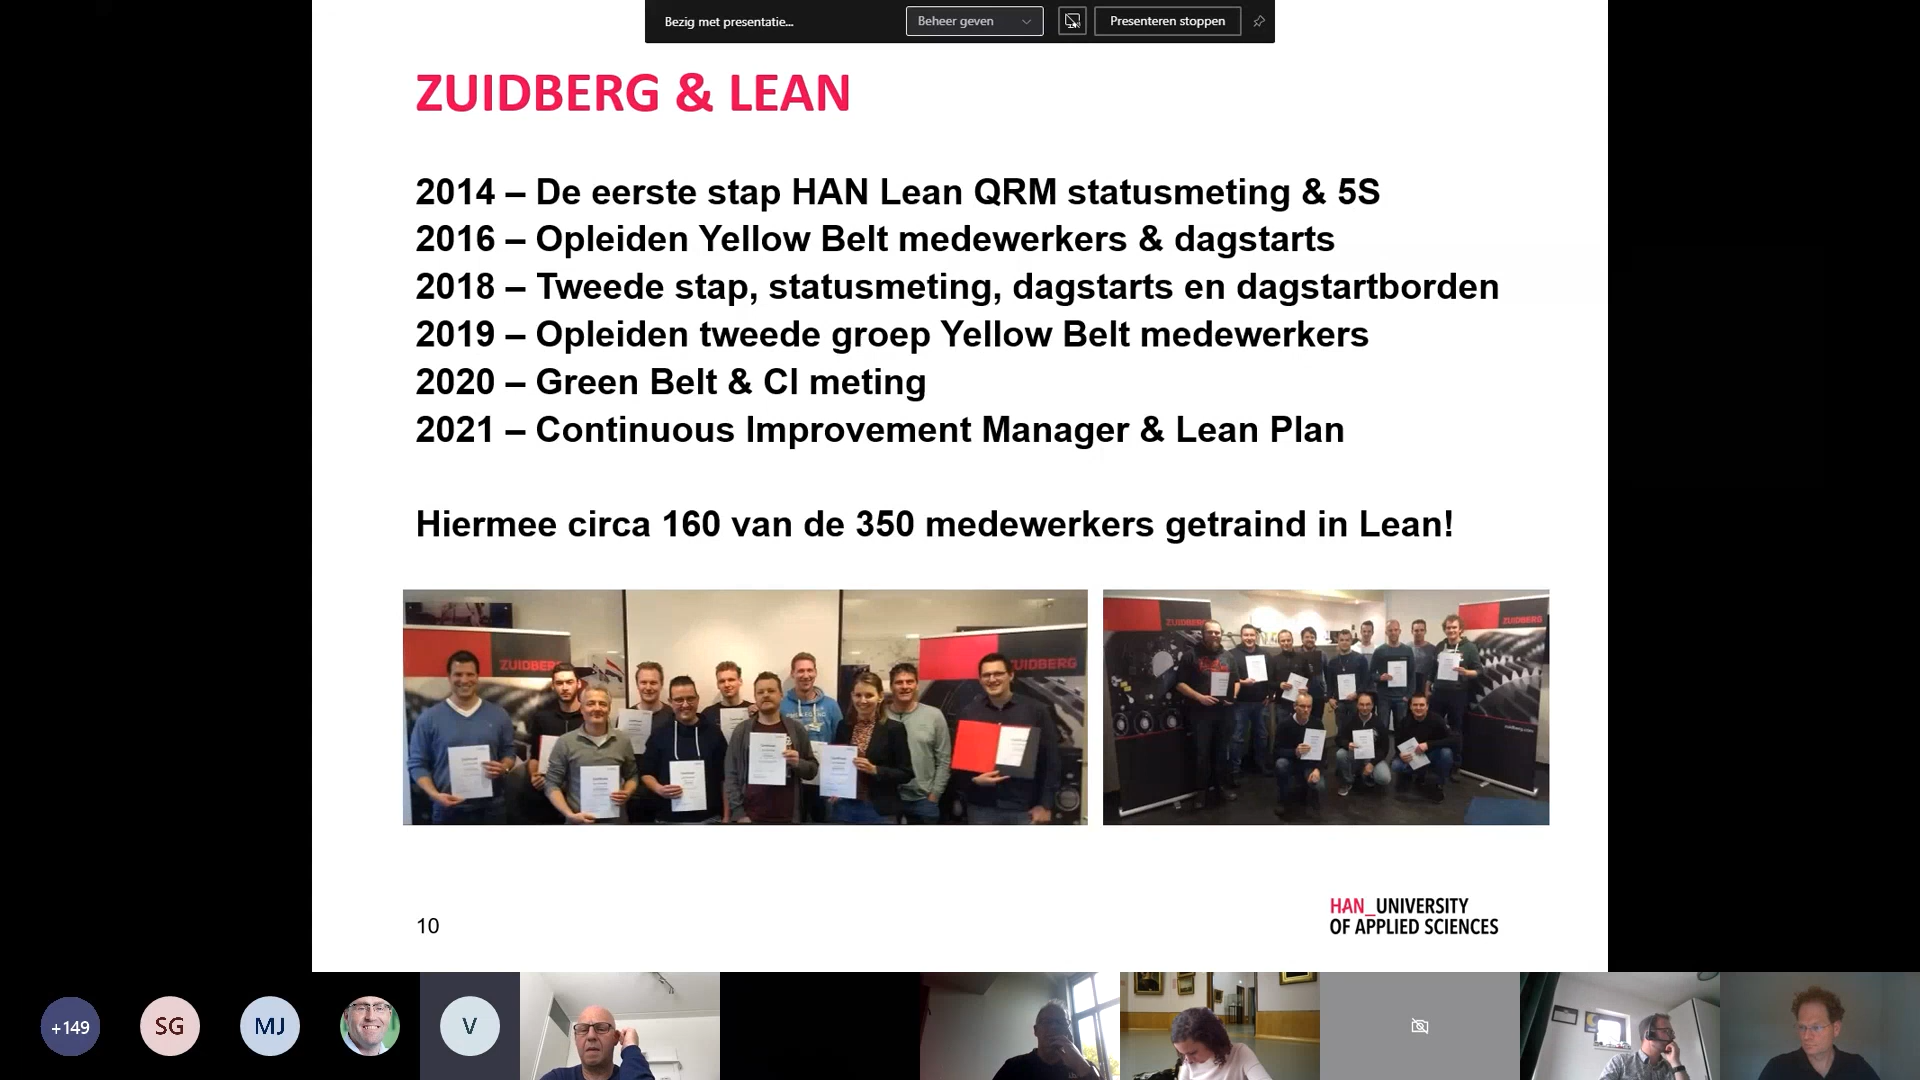 Bezig met presentatie...
Beheer geven
Presenteren stoppen
ZUIDBERG & LEAN
2014 – De eerste stap HAN Lean QRM statusmeting & 5S
2016 – Opleiden Yellow Belt medewerkers & dagstarts
2018 – Tweede stap, statusmeting, dagstarts en dagstartborden
2019 – Opleiden tweede groep Yellow Belt medewerkers
2020 – Green Belt & CI meting
2021 – Continuous Improvement Manager & Lean Plan
Hiermee circa 160 van de 350 medewerkers getraind in Lean!
ZUIDBERG
ZUIDBERG
ZUIDBERG
ZUIDBERG
10
HAN_UNIVERSITY
OF APPLIED SCIENCES
+149
SG
MJ
V